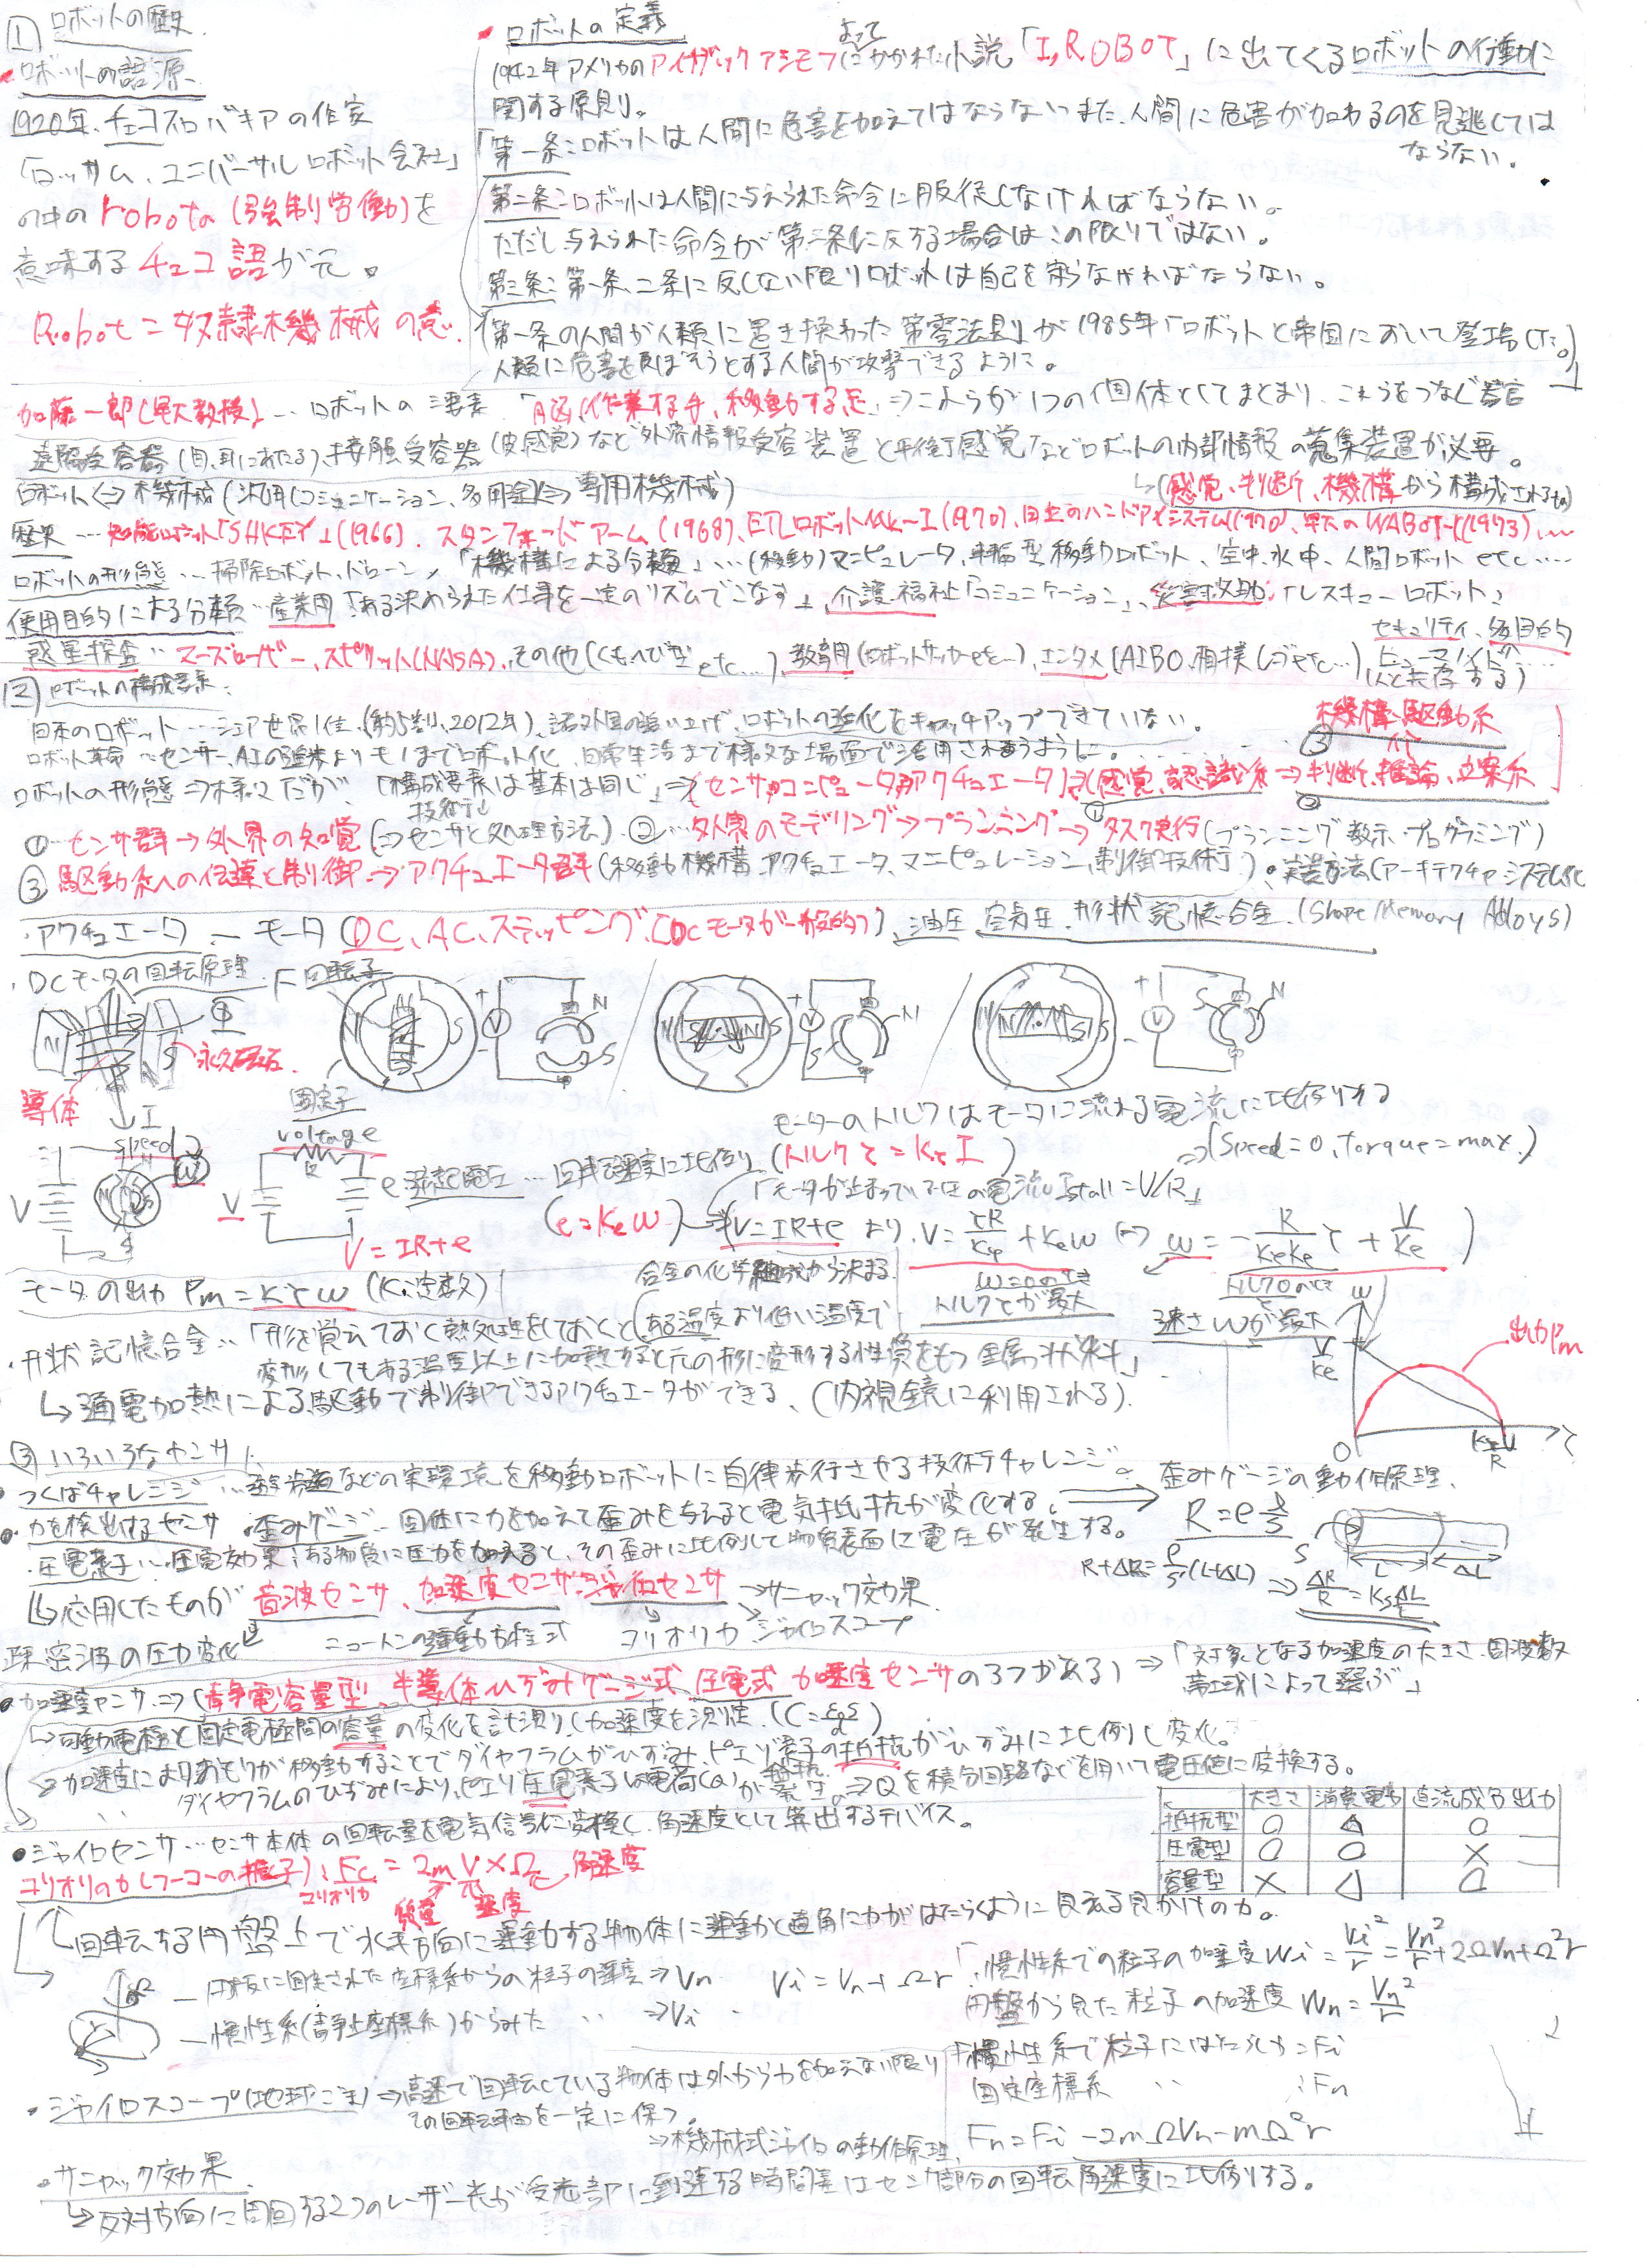 1 ロボットの歴史
・ロボットの語源
1920年、チェコスロバキアの作家
「ロッサム、ユニバーサルロボット会社」
の中の robota (強制労働)を
意味するチェコ語が元。
Robot = 奴隷機械の意。
・ロボットの定義
1942年アメリカのアイザックアシモフによってかかれた小説「I, ROBOT」に出てくるロボットの行動に
関する原則。
「第一条:ロボットは人間に危害を加えてはならないまた、人間に危害が加わるのを見逃しては
ならない。
第二条:ロボットは人間に与えられた命令に服従しなければならない。
ただし与えられた命令が第一条に反する場合はこの限りではない。
第三条:第一条、二条に反しない限りロボットは自己を守らなければならない。
「第一条の人間が人類に置き換わった第零法則」が1985年「ロボットと帝国において登場した。
人類に危害を及ぼそうとする人間が攻撃できるように。
加藤一郎(早大教授) … ロボットの三要素 「頭、作業する手、移動する足」⇒これらが1つの個体としてまとまり、これらをつなぐ
遠隔受容器(目、耳にあたる)、接触受容器(皮感覚)など外界情報受容装置と平衡感覚などロボットの内部情報の蒐集装置が必要。
ロボット⇔機械(汎用(コミュニケーション、多用途)⇔専用機械)
(感覚、判断、機構から構成される)
歴史 … 知能ロボット「SHKEY」(1966)、スタンフォードアーム(1968)、ETLロボットMk-1(1970)、日立のハンドアイシステム(1970)、早大のWABOT-1(1973) ……
ロボットの形態 … 掃除ロボット、ドローン、「機構による分類」 … (移動)マニピュレータ、車輪型移動ロボット、空中、水中、人間ロボット etc ……
使用目的による分類 … 産業用「ある決められた仕事を一定のリズムでこなす」、介護・福祉「コミュニケーション」、災害救助:「レスキューロボット」
セキュリティ、多目的
惑星探査 … マーズローバー、スピリット(NASA)、その他(くも、へび型 etc…)、教育用(ロボットサッカー etc…)、エンタメ(AIBO、相撲 etc…)、ヒューマノイド
(人と共存する)
2 ロボットの構成要素
日本のロボット … シェア世界1位(約5割、2012年)、諸外国の追い上げ、ロボットの進化をキャッチアップできていない。
ロボット革命 … センサー、AIの進歩よりモノまでロボット化、日常生活まで様々な場面で活用されるように。
機構・駆動系
③
ロボットの形態⇒様々だが、「構成要素は基本は同じ」⇒(センサ、コンピュータ、アクチュエータ)(感覚、認識系⇒判断、推論、立案系
① ②
① センサ群→外界の知覚(⇒センサと処理方法)、②…外界のモデリング→プランニング→タスク実行(プランニング、教示、プログラミング)
③ 駆動系への伝達と制御⇒アクチュエータ群(移動機構、アクチュエータ、マニピュレーション、制御技術)。実装方法(アーキテクチャ、システム化
・アクチュエータ ― モータ(DC、AC、ステッピング、(DCモータが一般的))、油圧、空気圧、形状記憶合金 (Shape Memory Alloys)
・DCモータの回転原理
回転子
永久磁石
導体
固定子
モーターのトルクはモータに流れる電流に比例する
(トルク τ = Kτ I) ⇒(Speed=0, torque=max.)
voltage
speed
e 逆起電圧 … 回転速度に比例
「モータが止まっている時の電流 Istall = V/R」
(e = Ke ω) ⇒ V = IR+e より V = τR/Kτ + Keω ⇔ ω = - R/KeKe τ + V/Ke )
V = IR+e
ω=0のとき
トルクτが最大
トルク0のとき
速さωが最大
モータの出力 Pm = Kτω (K:定数)
出力Pm
合金の化学組成から決まる
・形状記憶合金 … 「形を覚えておく熱処理をしておくと、ある温度より低い温度で
変形してもある温度以上に加熱すると元の形に変形する性質をもつ金属材料」
↳通電加熱による駆動で制御できるアクチュエータができる、(内視鏡に利用される)
3 いろいろなセンサ
・つくばチャレンジ … 遊歩道などの実環境を移動ロボットに自律歩行させる技術チャレンジ。
・力を検出するセンサ・歪みゲージ … 固体に力を加えて歪みを与えると電気抵抗が変化する。
歪みゲージの動作原理
R = ρ L/S
R+ΔR = ρ/S (L+ΔL) ⇒ ΔR/R = Ks ΔL/L
・圧電素子 … 圧電効果:ある物質に圧力を加えると、その歪みに比例して物質表面に電圧が発生する。
↳応用したものが 音波センサ、加速度センサ、ジャイロセンサ →サニャック効果
疎密波の圧力変化 ニュートンの運動方程式 コリオリ力 ジャイロスコープ
・加速度センサ⇒(静電容量型、半導体ひずみゲージ式、圧電式 加速度センサの3つがある) ⇒「対象となる加速度の大きさ、周波数
帯域によって選ぶ」
↳可動電極と固定電極間の容量の変化を計測し加速度を測定
加速度によりおもりが移動することでダイヤフラムがひずみ、ピエゾ素子の抵抗がひずみに比例し変化。
ダイヤフラムのひずみにより、ピエゾ圧電素子に電荷(Q)が発生。⇒Qを積分回路などを用いて電圧値に変換する。
大きさ 消費電力 直流成分出力
抵抗型 ○ △ ○
圧電型 ○ ○ ×
容量型 × △ △
・ジャイロセンサ … センサ本体の回転量を電気信号に変換し、角速度として算出するデバイス。
コリオリの力(フーコーの振子):Fc = 2m V × Ω 角速度
コリオリ力 質量 速度
↳回転する円盤上で水平方向に運動する物体に運動と直角に力がはたらくように見える見かけの力。
―円板に固定された座標系からの粒子の速度⇒Vn Vi = Vn + Ωr
―慣性系(静止座標系)からみた 〃 ⇒Vi
慣性系での粒子の加速度 Wi = Vi²/r = Vn²/r + 2ΩVn + Ω²r
円盤から見た粒子の加速度 Wn = Vn²/r
慣性系で粒子にはたらく力 = Fi
固定座標系 〃 : Fn
Fn = Fi - 2mΩVn - mΩ²r
・ジャイロスコープ(地球ごま)⇒高速で回転している物体は外から力を加えない限り
その回転軸を一定に保つ。
⇒機械式ジャイロの動作原理
・サニャック効果
↳反対方向に周回する2つのレーザー光が受光部に到達する時間差はセンサ部分の回転角速度に比例する。